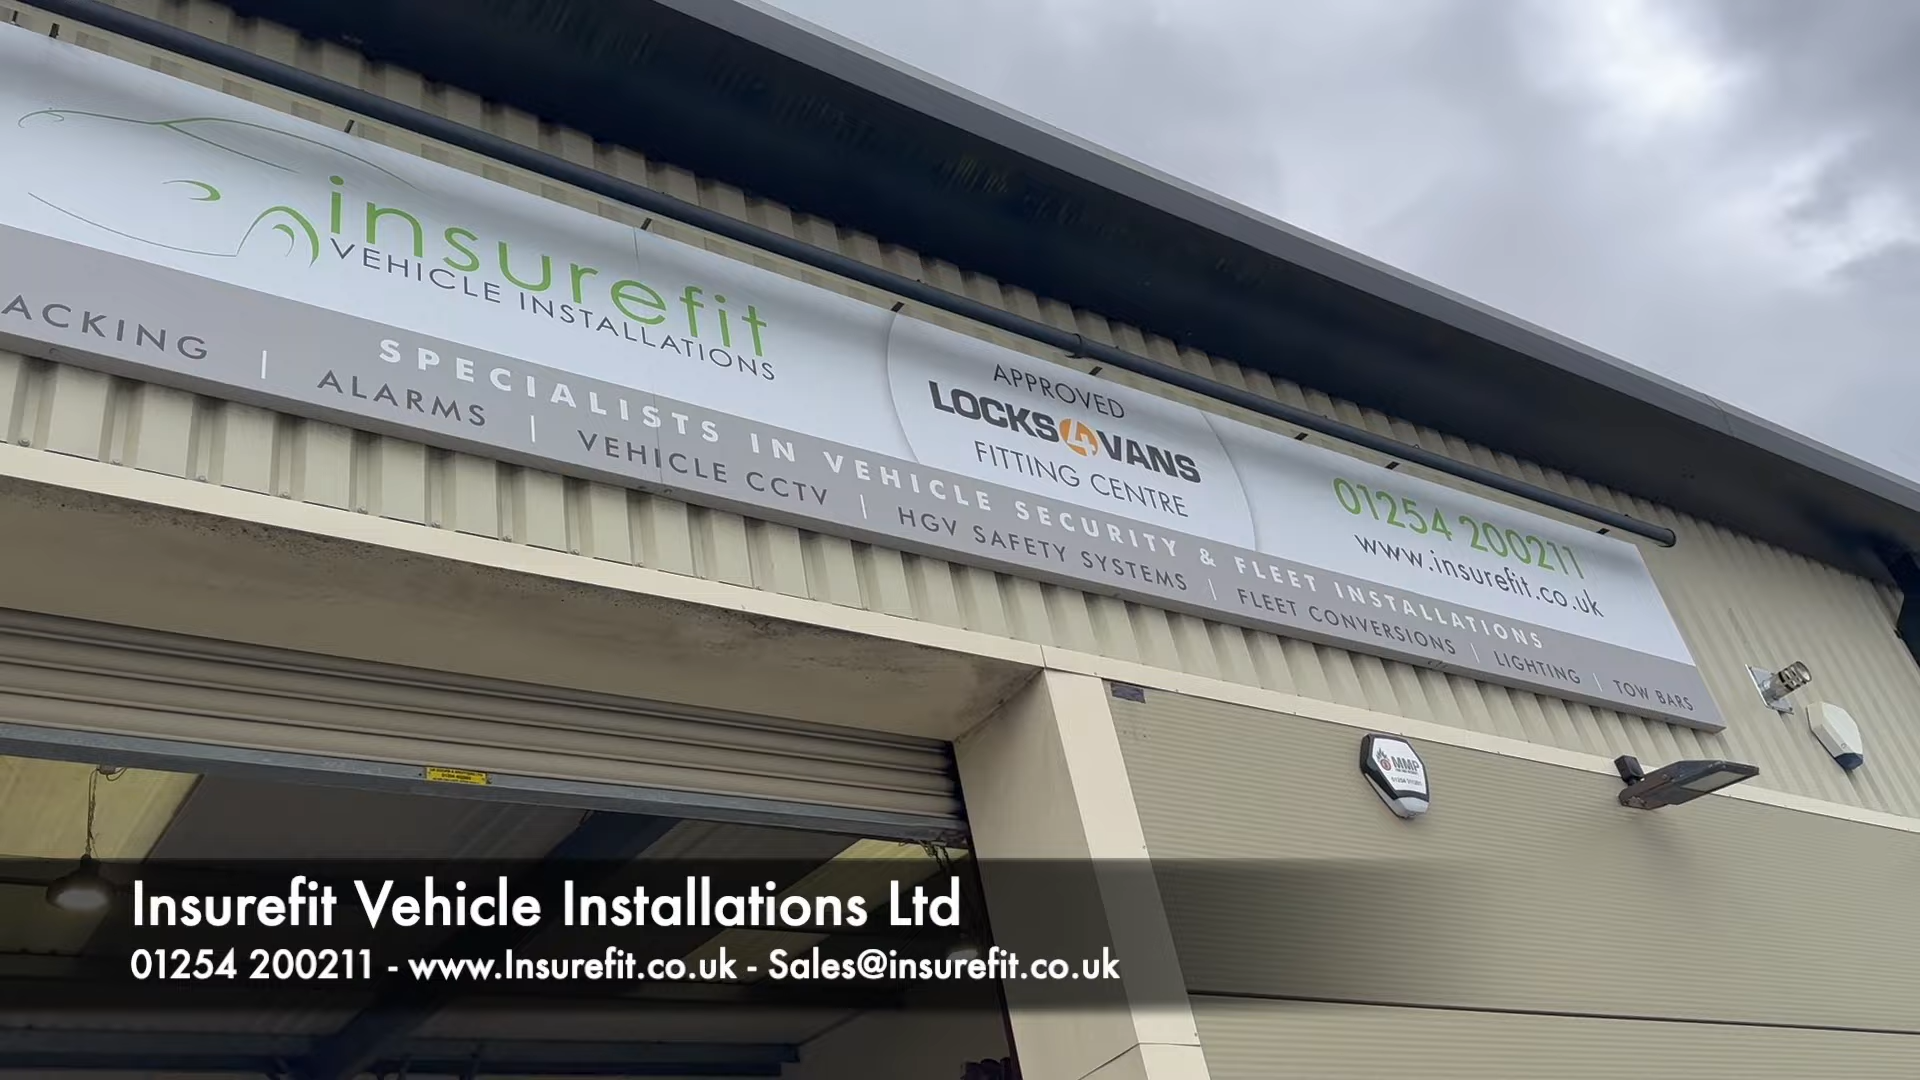 insurefit
VEHICLE INSTALLATIONS
APPROVED
LOCKS4VANS
FITTING CENTRE
01254 200211
www.insurefit.co.uk
SPECIALISTS IN VEHICLE SECURITY & FLEET INSTALLATIONS
ACKING | ALARMS | VEHICLE CCTV | HGV SAFETY SYSTEMS | FLEET CONVERSIONS | LIGHTING | TOW BARS
MMP
Insurefit Vehicle Installations Ltd
01254 200211 - www.Insurefit.co.uk - Sales@insurefit.co.uk